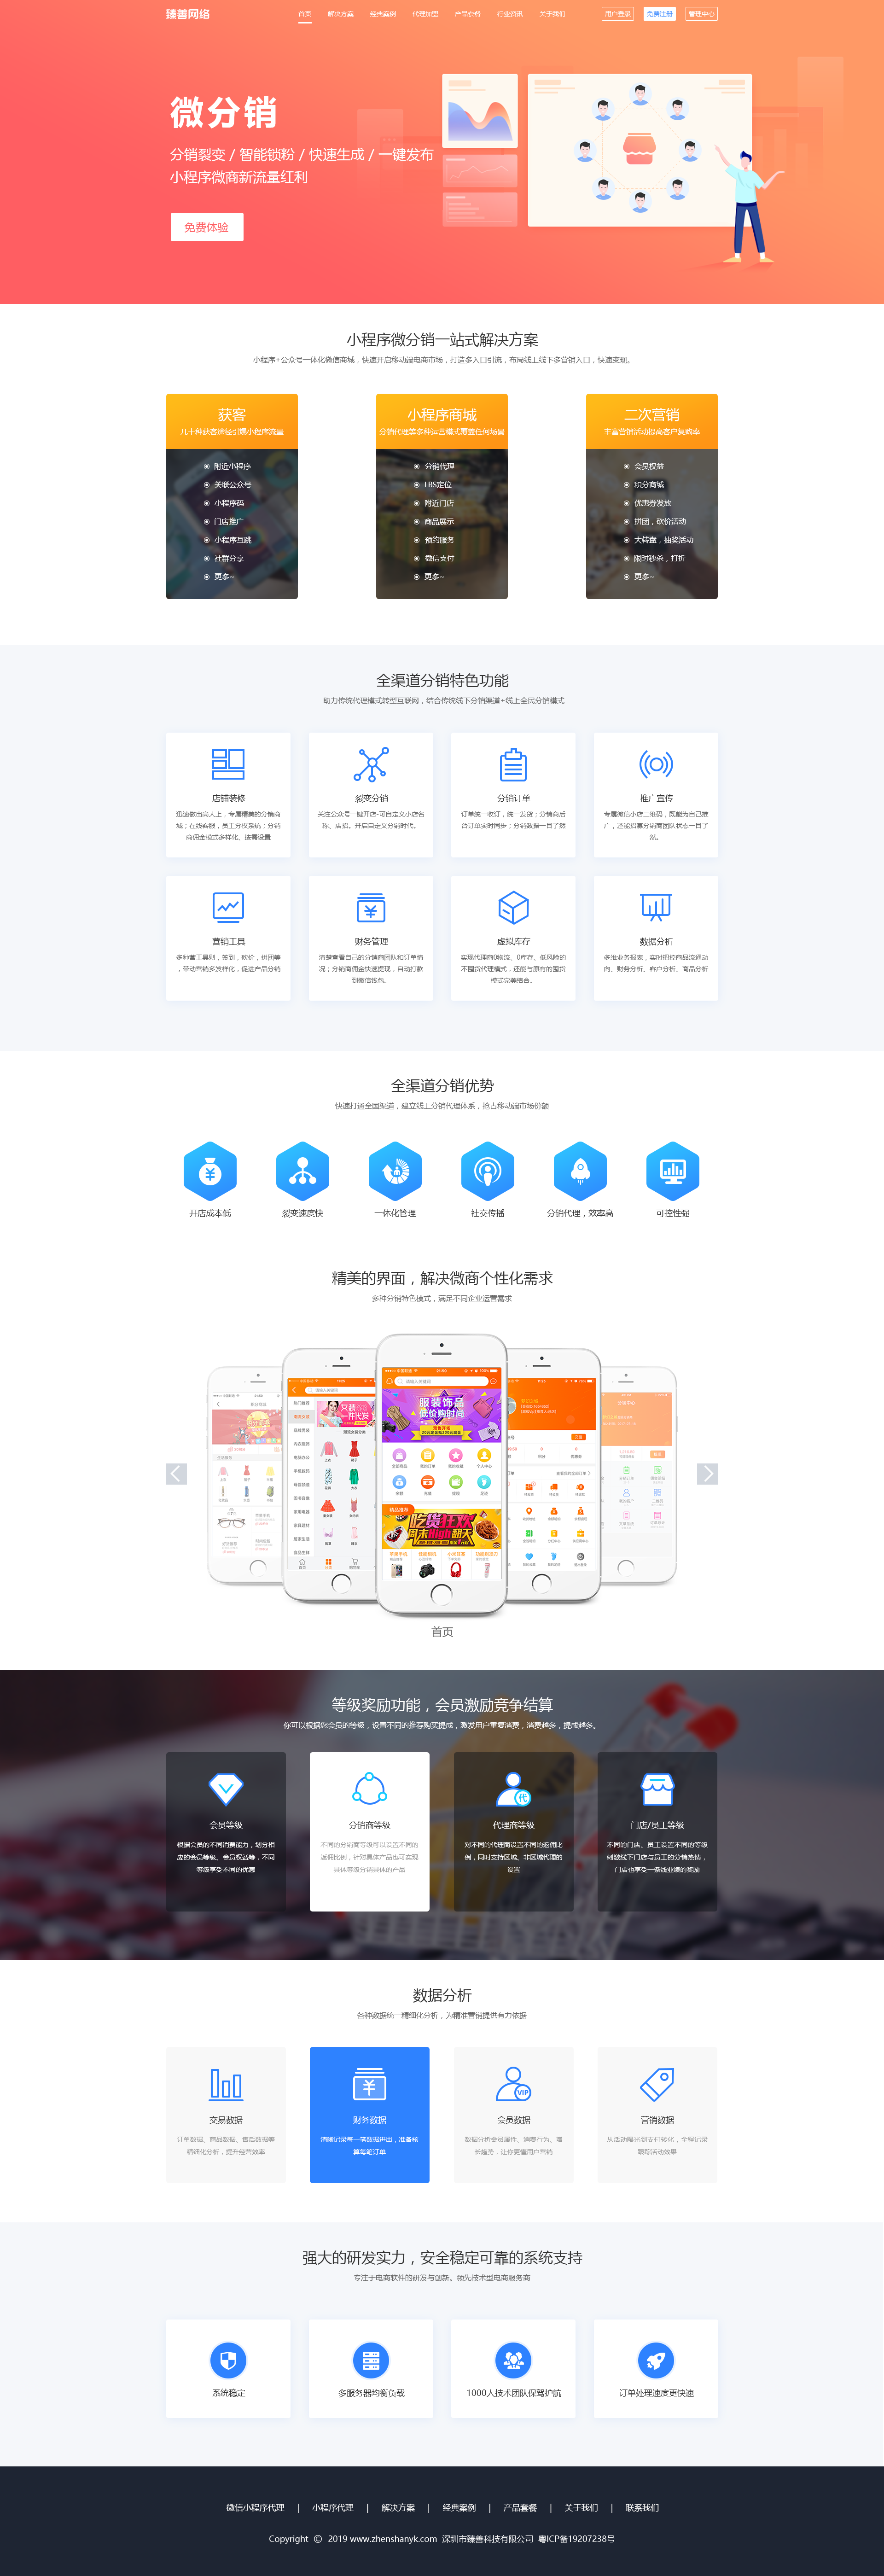 臻善网络
首页 解决方案 经典案例 代理加盟 产品套餐 行业资讯 关于我们 用户登录 免费注册 管理中心
微分销
分销裂变 / 智能锁粉 / 快速生成 / 一键发布
小程序微商新流量红利
免费体验
小程序微分销一站式解决方案
小程序+公众号一体化微信商城，快速开启移动端电商市场，打造多入口引流，布局线上线下多营销入口，快速变现。
获客
几十种获客途径引爆小程序流量
附近小程序
关联公众号
小程序码
门店推广
小程序互跳
社群分享
更多~
小程序商城
分销代理等多种运营模式覆盖任何场景
分销代理
LBS定位
附近门店
商品展示
预约服务
微信支付
更多~
二次营销
丰富营销活动提高客户复购率
会员权益
积分商城
优惠券发放
拼团，砍价活动
大转盘，抽奖活动
限时秒杀，打折
更多~
全渠道分销特色功能
助力传统代理模式转型互联网，结合传统线下分销渠道+线上全民分销模式
店铺装修
迅速做出高大上，专属精美的分销商
城；在线客服，员工分权系统；分销
商佣金模式多样化、按需设置
裂变分销
关注公众号一键开店-可自定义小店名
称、店招。开启自定义分销时代。
分销订单
订单统一收订，统一发货；分销商后
台订单实时同步；分销数据一目了然
推广宣传
专属微信小店二维码，既能为自己推
广，还能招募分销商团队状态一目了
然。
营销工具
多种营工具则，签到，砍价，拼团等
，带动营销多发样化，促进产品分销
财务管理
清楚查看自己的分销商团队和订单情
况；分销商佣金快速提现，自动打款
到微信钱包。
虚拟库存
实现代理商0物流、0库存、低风险的
不囤货代理模式，还能与原有的囤货
模式完美结合。
数据分析
多维业务报表，实时把控商品流通动
向、财务分析、客户分析、商品分析
全渠道分销优势
快速打通全国渠道，建立线上分销代理体系，抢占移动端市场份额
开店成本低
裂变速度快
一体化管理
社交传播
分销代理，效率高
可控性强
精美的界面，解决微商个性化需求
多种分销特色模式，满足不同企业运营需求
服装饰品
低价购时尚
吃货狂欢
周末High翻天
首页
等级奖励功能，会员激励竞争结算
你可以根据您会员的等级，设置不同的推荐购买提成，激发用户重复消费，消费越多，提成越多。
会员等级
根据会员的不同消费能力，划分相
应的会员等级、会员权益等，不同
等级享受不同的优惠
分销商等级
不同的分销商等级可以设置不同的
返佣比例，针对具体产品也可实现
具体等级分销具体的产品
代
代理商等级
对不同的代理商设置不同的返佣比
例，同时支持区域、非区域代理的
设置
门店/员工等级
不同的门店、员工设置不同的等级
刺激线下门店与员工的分销热情，
门店也享受一条线业绩的奖励
数据分析
各种数据统一精细化分析，为精准营销提供有力依据
交易数据
订单数据、商品数据、售后数据等
精细化分析，提升经营效率
财务数据
清晰记录每一笔数据进出，准备核
算每笔订单
VIP
会员数据
数据分析会员属性、消费行为、增
长趋势，让你更懂用户营销
营销数据
从活动曝光到支付转化，全程记录
跟踪活动效果
强大的研发实力，安全稳定可靠的系统支持
专注于电商软件的研发与创新。领先技术型电商服务商
系统稳定
多服务器均衡负载
1000人技术团队保驾护航
订单处理速度更快速
微信小程序代理 | 小程序代理 | 解决方案 | 经典案例 | 产品套餐 | 关于我们 | 联系我们
Copyright © 2019 www.zhenshanyk.com 深圳市臻善科技有限公司 粤ICP备19207238号